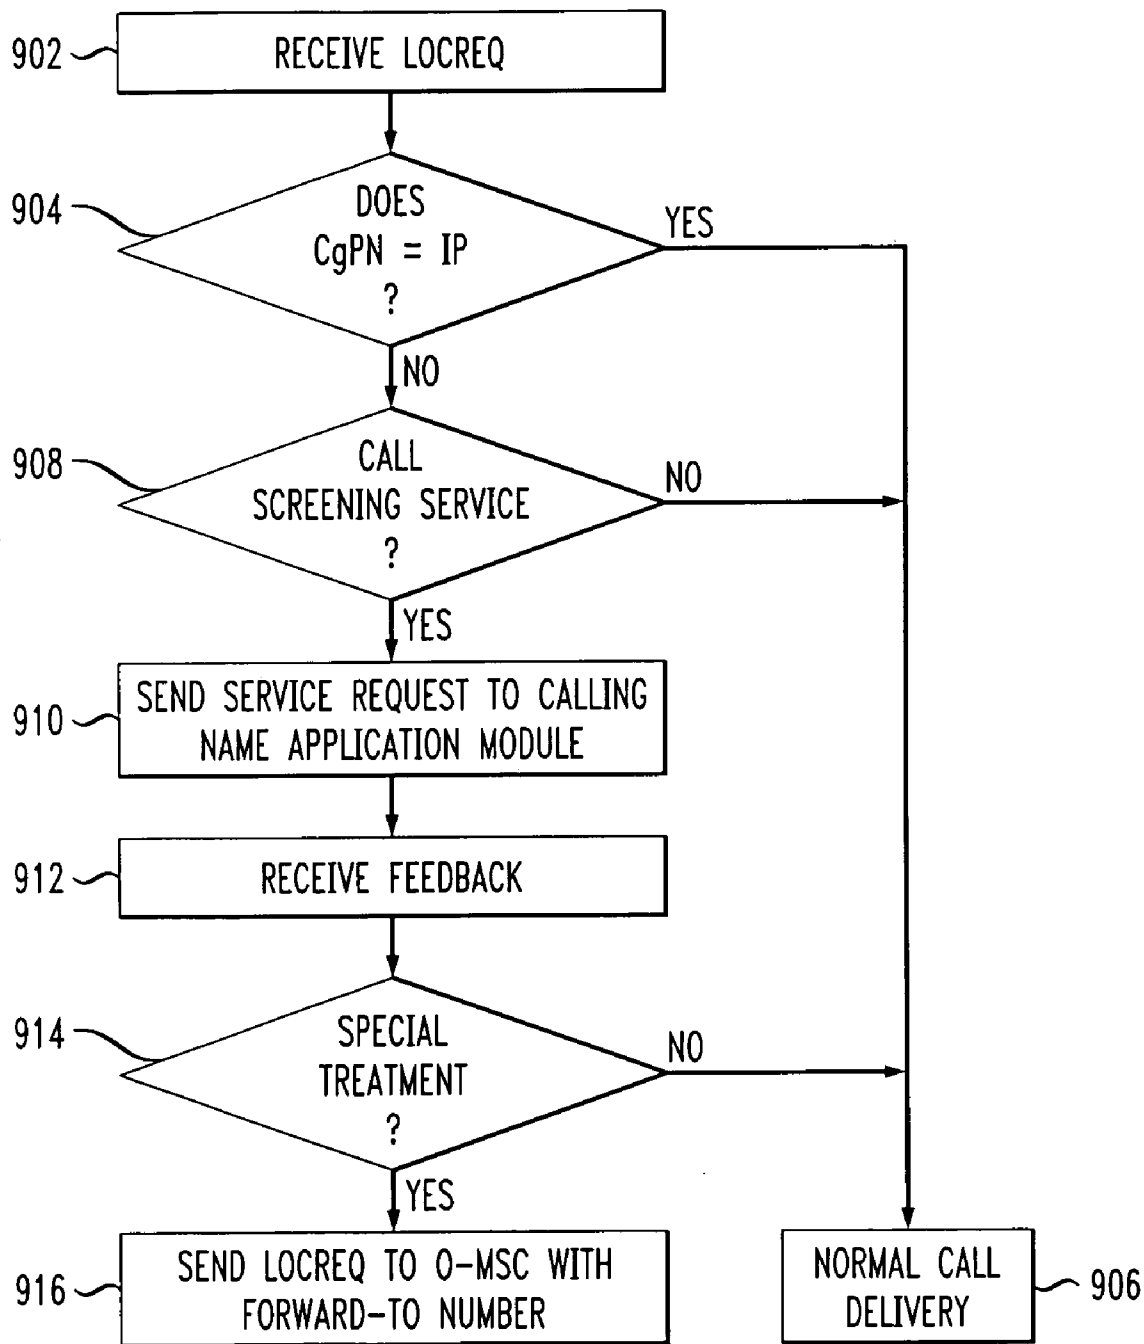 902
RECEIVE LOCREQ
904
DOES
CgPN = IP
?
YES
NO
908
CALL
SCREENING SERVICE
?
NO
YES
910
SEND SERVICE REQUEST TO CALLING
NAME APPLICATION MODULE
912
RECEIVE FEEDBACK
914
SPECIAL
TREATMENT
?
NO
YES
916
SEND LOCREQ TO O-MSC WITH
FORWARD-TO NUMBER
NORMAL CALL
DELIVERY
906